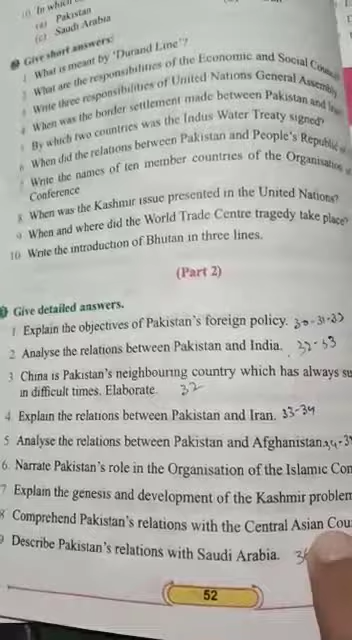 (i) In which
(a) Pakistan
(c) Saudi Arabia
2 Give short answers:
1 What is meant by 'Durand Line'?
2 What are the responsibilities of the Economic and Social Council
3 Write three responsibilities of United Nations General Assembly
4 When was the border settlement made between Pakistan and
5 By which two countries was the Indus Water Treaty signed?
6 When did the relations between Pakistan and People's Republic
7 Write the names of ten member countries of the Organisation
Conference
8 When was the Kashmir issue presented in the United Nations?
9 When and where did the World Trade Centre tragedy take place?
10 Write the introduction of Bhutan in three lines.
(Part 2)
Give detailed answers.
1 Explain the objectives of Pakistan's foreign policy. 30-31-33
2 Analyse the relations between Pakistan and India. 32-33
3 China is Pakistan's neighbouring country which has always su
in difficult times. Elaborate. 32
4 Explain the relations between Pakistan and Iran. 33-34
5 Analyse the relations between Pakistan and Afghanistan.
6. Narrate Pakistan's role in the Organisation of the Islamic Con
7 Explain the genesis and development of the Kashmir problem
8 Comprehend Pakistan's relations with the Central Asian Cou
9 Describe Pakistan's relations with Saudi Arabia.
52